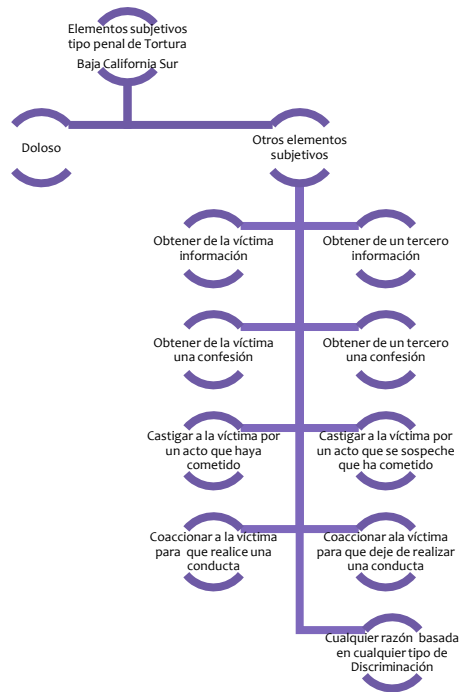 Elementos subjetivos
tipo penal de Tortura
Baja California Sur
Doloso
Otros elementos
subjetivos
Obtener de la víctima
información
Obtener de un tercero
información
Obtener de la víctima
una confesión
Obtener de un tercero
una confesión
Castigar a la víctima por
un acto que haya
cometido
Castigar a la víctima por
un acto que se sospeche
que ha cometido
Coaccionar a la víctima
para que realice una
conducta
Coaccionar ala víctima
para que deje de realizar
una conducta
Cualquier razón basada
en cualquier tipo de
Discriminación